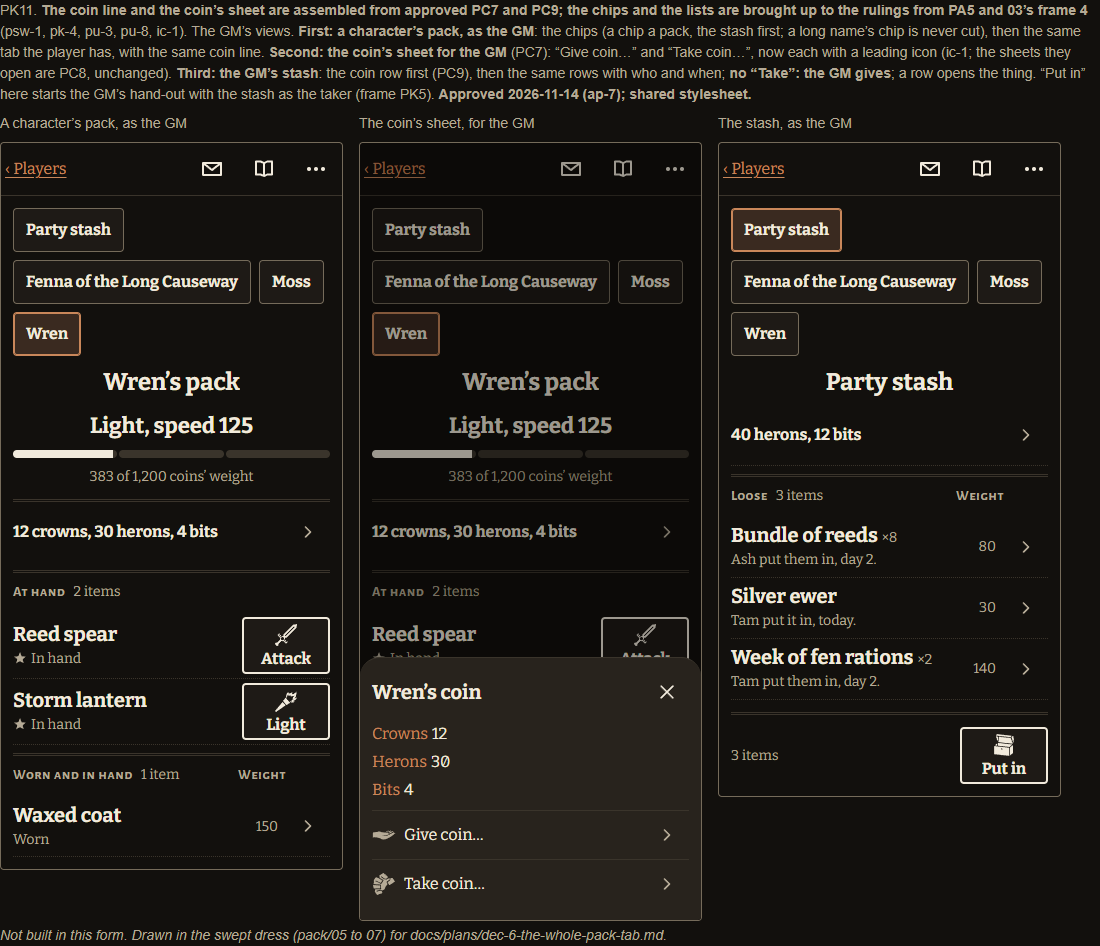 PK11. The coin line and the coin’s sheet are assembled from approved PC7 and PC9; the chips and the lists are brought up to the rulings from PA5 and 03’s frame 4
(psw-1, pk-4, pu-3, pu-8, ic-1). The GM’s views. First: a character’s pack, as the GM: the chips (a chip a pack, the stash first; a long name’s chip is never cut), then the same
tab the player has, with the same coin line. Second: the coin’s sheet for the GM (PC7): “Give coin…” and “Take coin…”, now each with a leading icon (ic-1; the sheets they
open are PC8, unchanged). Third: the GM’s stash: the coin row first (PC9), then the same rows with who and when; no “Take”: the GM gives; a row opens the thing. “Put in”
here starts the GM’s hand-out with the stash as the taker (frame PK5). Approved 2026-11-14 (ap-7); shared stylesheet.
A character’s pack, as the GM
‹ Players
Party stash
Fenna of the Long Causeway
Moss
Wren
Wren’s pack
Light, speed 125
383 of 1,200 coins’ weight
12 crowns, 30 herons, 4 bits
At hand 2 items
Reed spear
★ In hand
Attack
Storm lantern
★ In hand
Light
Worn and in hand 1 item
Weight
Waxed coat
Worn
150
The coin’s sheet, for the GM
‹ Players
Party stash
Fenna of the Long Causeway
Moss
Wren
Wren’s pack
Light, speed 125
383 of 1,200 coins’ weight
12 crowns, 30 herons, 4 bits
At hand 2 items
Reed spear
★ In hand
Attack
Wren’s coin
Crowns 12
Herons 30
Bits 4
Give coin…
Take coin…
The stash, as the GM
‹ Players
Party stash
Fenna of the Long Causeway
Moss
Wren
Party stash
40 herons, 12 bits
Loose 3 items
Weight
Bundle of reeds ×8
Ash put them in, day 2.
80
Silver ewer
Tam put it in, today.
30
Week of fen rations ×2
Tam put them in, day 2.
140
3 items
Put in
Not built in this form. Drawn in the swept dress (pack/05 to 07) for docs/plans/dec-6-the-whole-pack-tab.md.